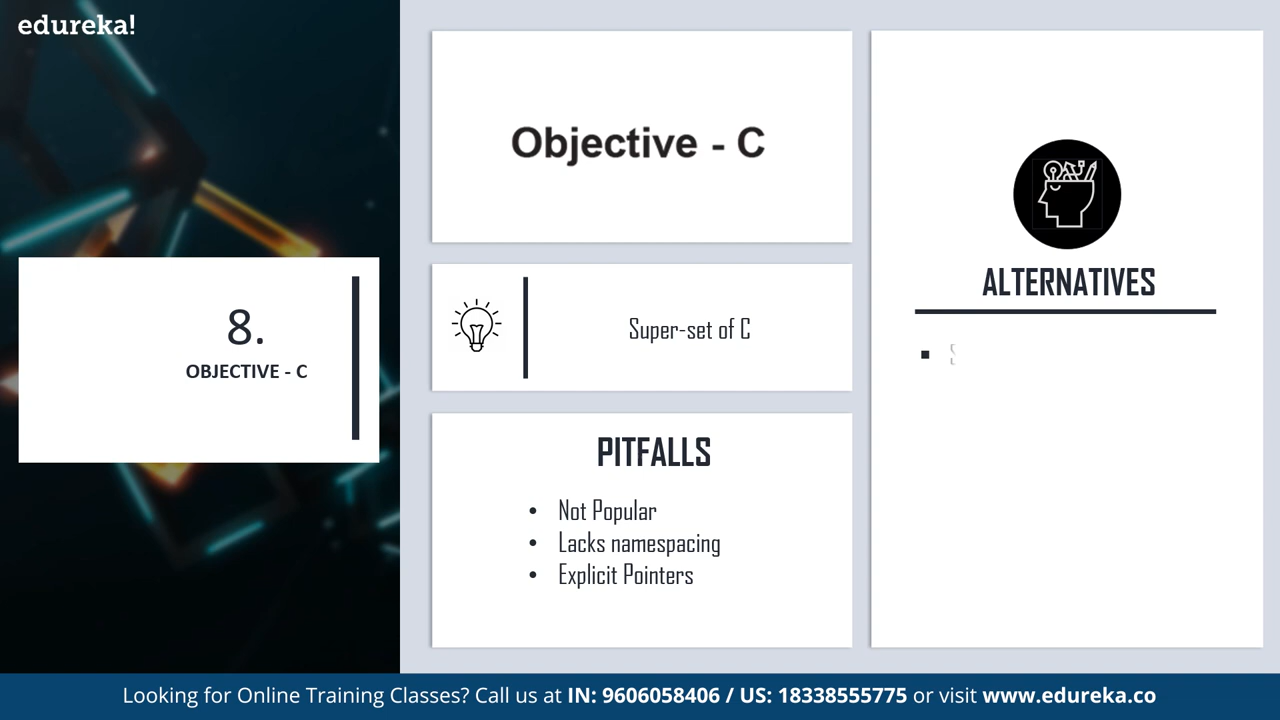 edureka!
8.
OBJECTIVE - C
Objective - C
Super-set of C
PITFALLS
• Not Popular
• Lacks namespacing
• Explicit Pointers
ALTERNATIVES
Looking for Online Training Classes? Call us at IN: 9606058406 / US: 18338555775 or visit www.edureka.co